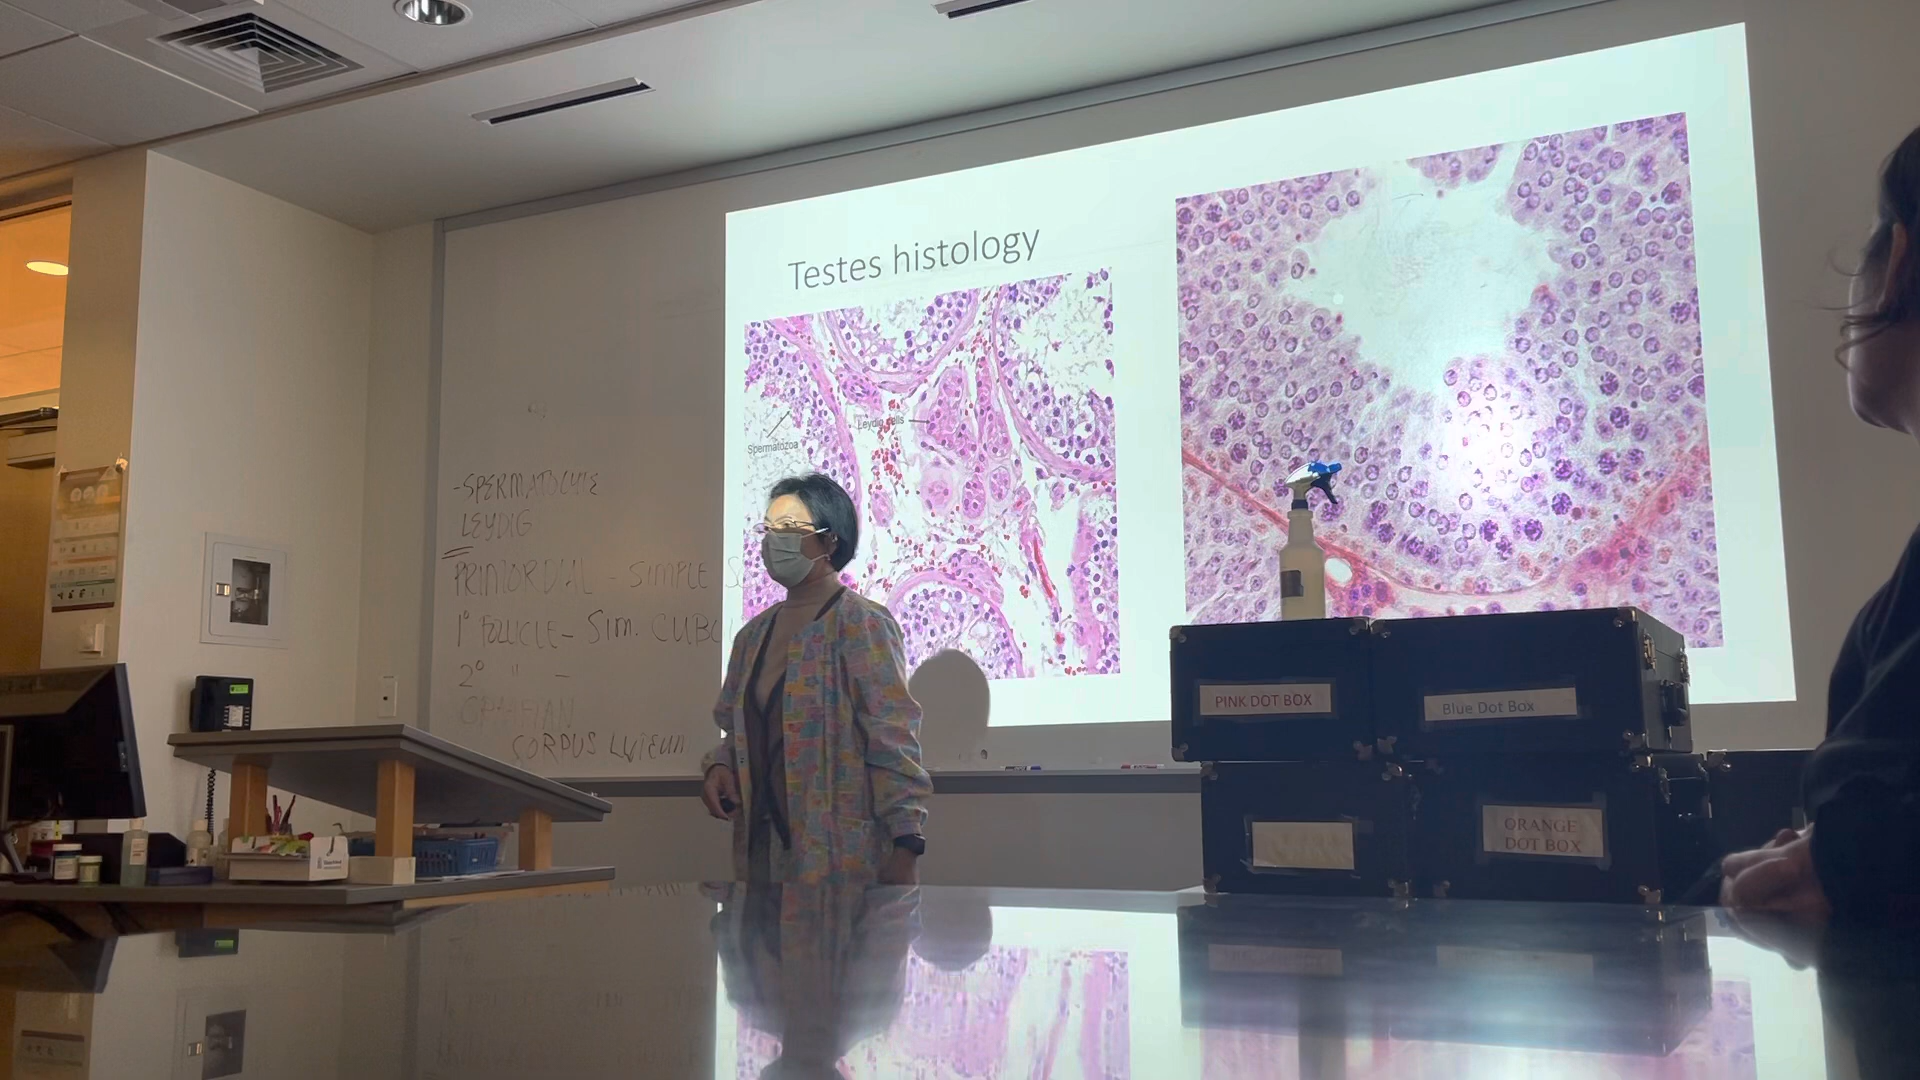 Testes histology
Spermatozoa
Leydig cells
-SPERMATOCYTE
LEYDIG
PRIMORDIAL - SIMPLE S
1° FOLLICLE - SIM. CUBO
2° " -
GRAAFIAN
CORPUS LUTEUM
PINK DOT BOX
Blue Dot Box
ORANGE
DOT BOX